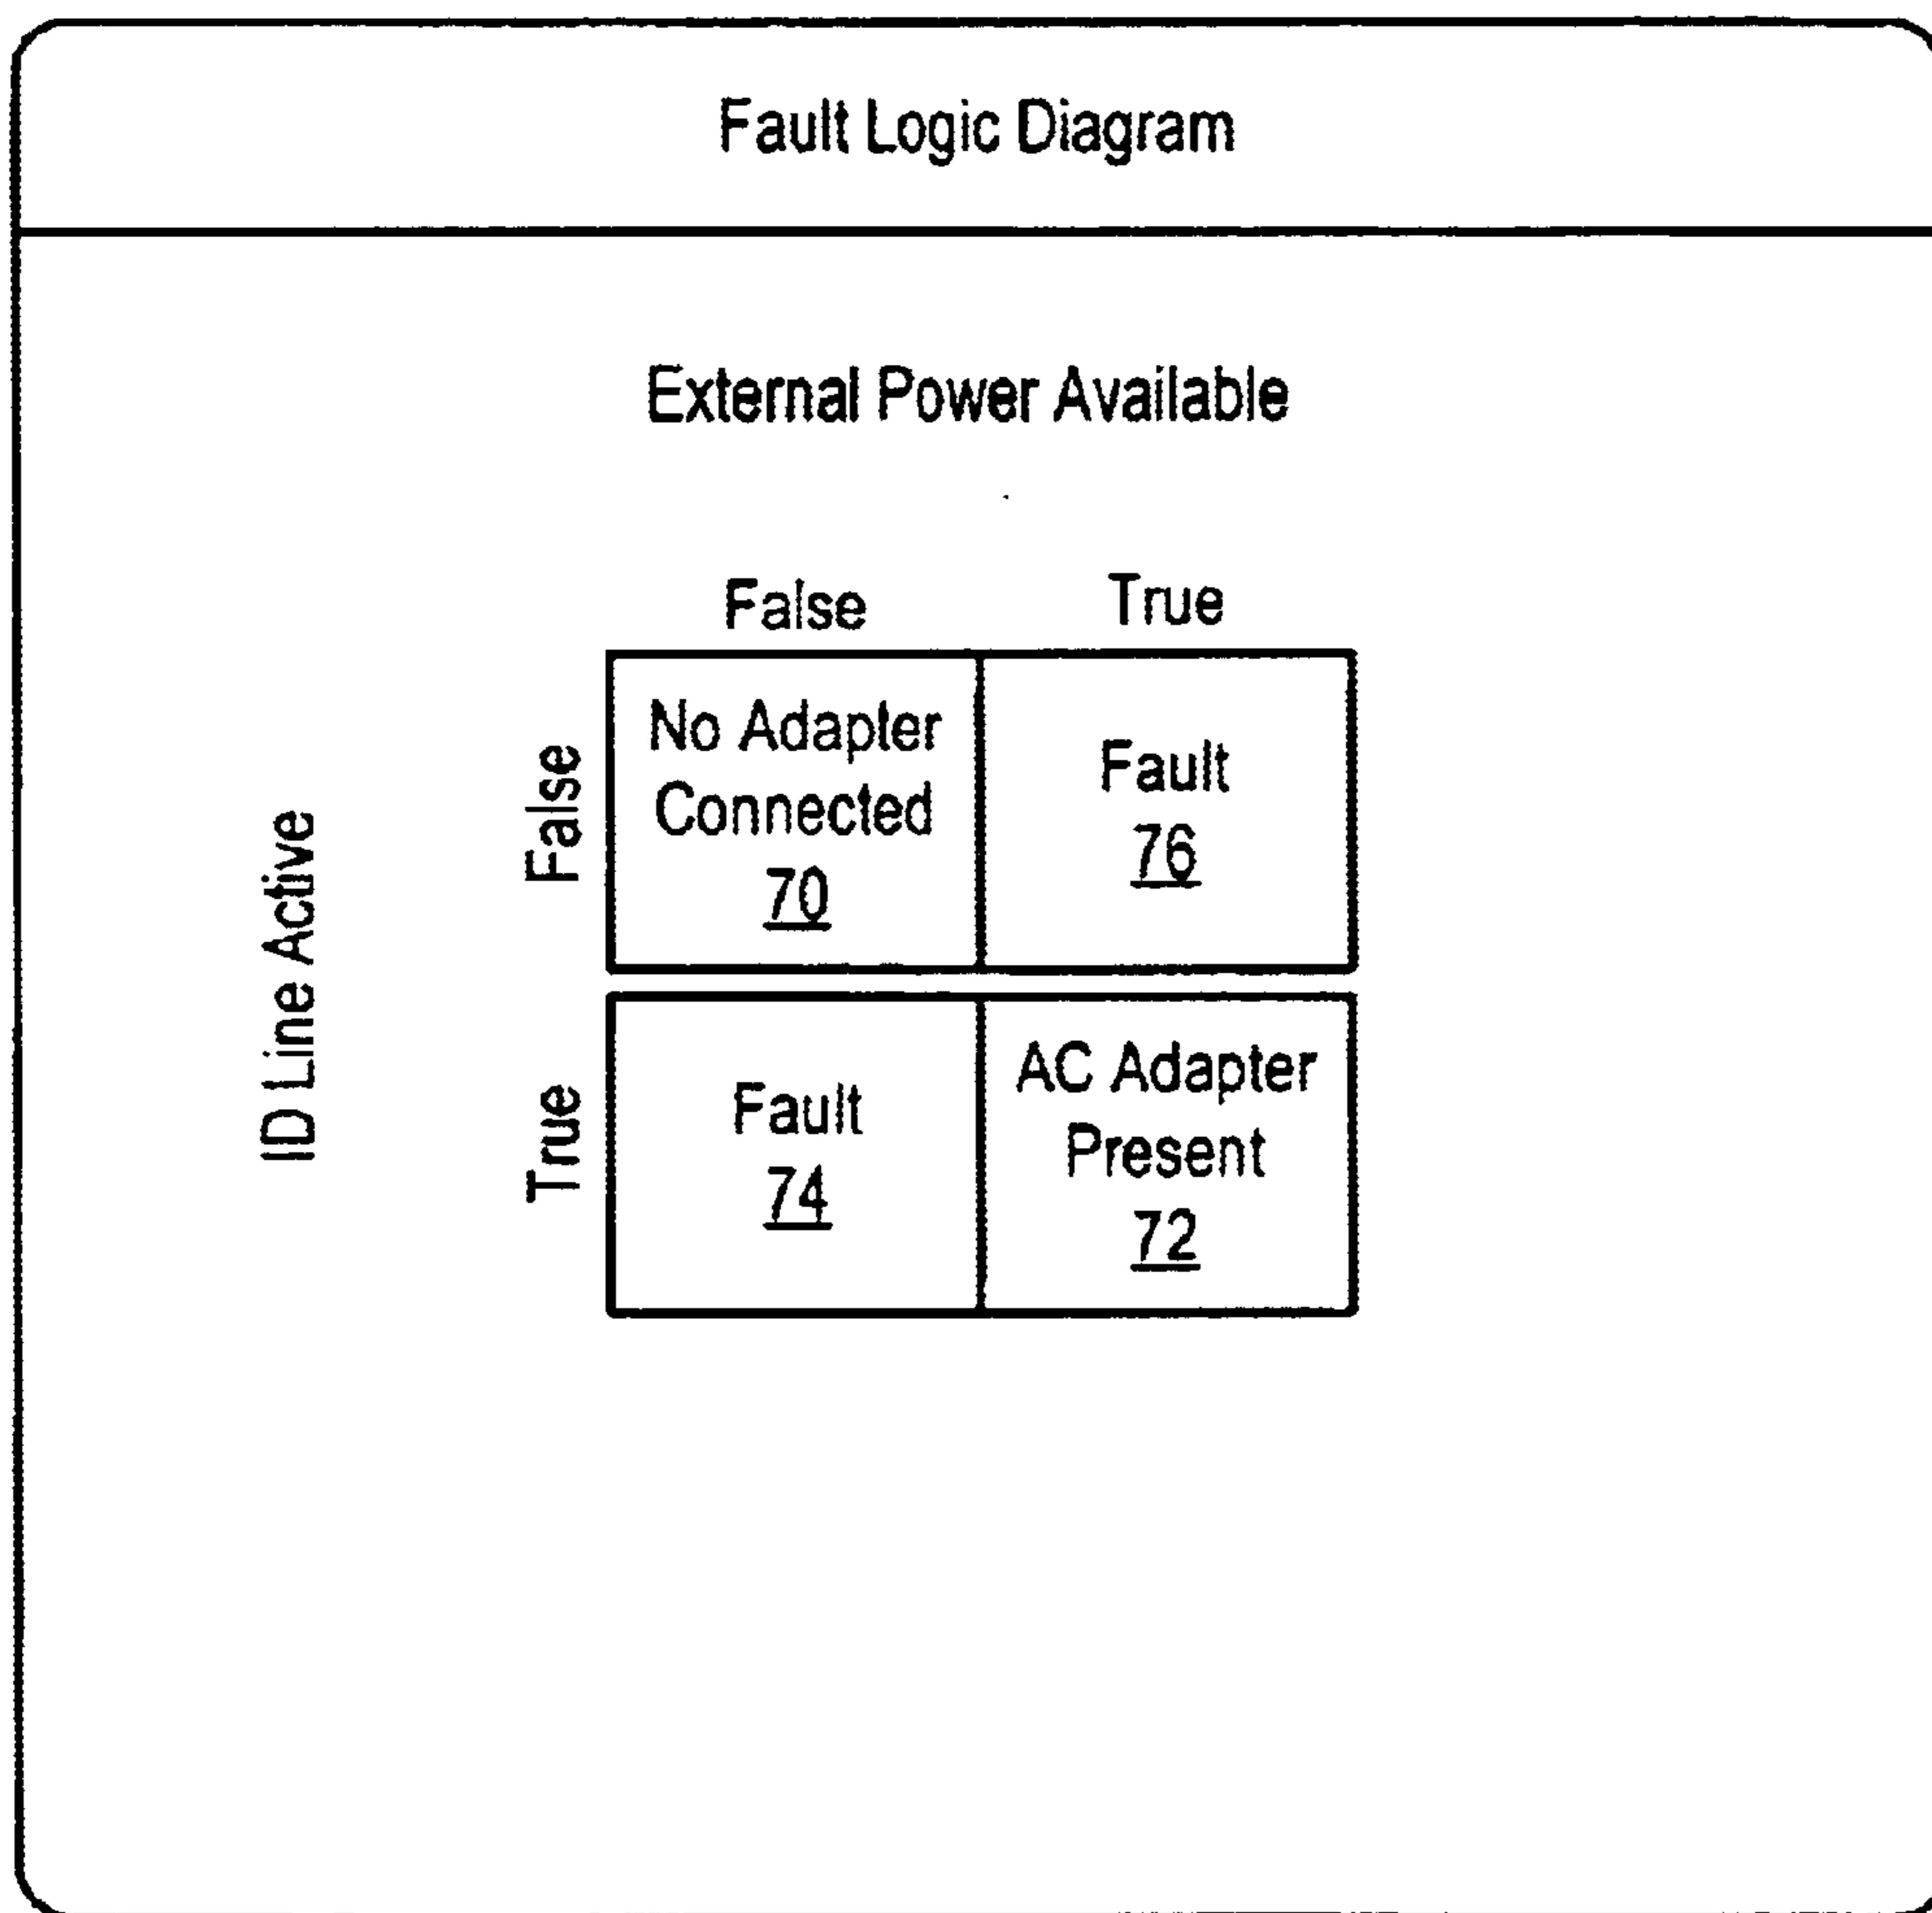 Fault Logic Diagram
External Power Available
False
True
ID Line Active
False
No Adapter
Connected
70
Fault
76
True
Fault
74
AC Adapter
Present
72